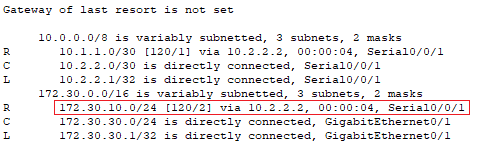 Gateway of last resort is not set
10.0.0.0/8 is variably subnetted, 3 subnets, 2 masks
R 10.1.1.0/30 [120/1] via 10.2.2.2, 00:00:04, Serial0/0/1
C 10.2.2.0/30 is directly connected, Serial0/0/1
L 10.2.2.1/32 is directly connected, Serial0/0/1
172.30.0.0/16 is variably subnetted, 3 subnets, 2 masks
R 172.30.10.0/24 [120/2] via 10.2.2.2, 00:00:04, Serial0/0/1
C 172.30.30.0/24 is directly connected, GigabitEthernet0/1
L 172.30.30.1/32 is directly connected, GigabitEthernet0/1